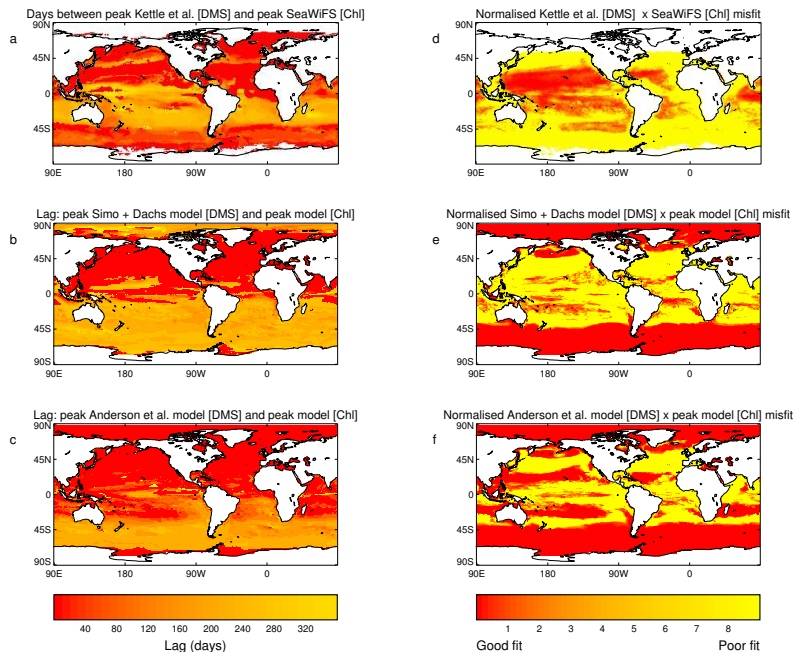 Days between peak Kettle et al. [DMS] and peak SeaWiFS [Chl]
a
90N
45N
0
45S
90E 180 90W 0
Normalised Kettle et al. [DMS] x SeaWiFS [Chl] misfit
d
90N
45N
0
45S
90E 180 90W 0
Lag: peak Simo + Dachs model [DMS] and peak model [Chl]
b
90N
45N
0
45S
90S
90E 180 90W 0
Normalised Simo + Dachs model [DMS] x peak model [Chl] misfit
e
90N
45N
0
45S
90S
90E 180 90W 0
Lag: peak Anderson et al. model [DMS] and peak model [Chl]
c
90N
45N
0
45S
90S
90E 180 90W 0
Normalised Anderson et al. model [DMS] x peak model [Chl] misfit
f
90N
45N
0
45S
90S
90E 180 90W 0
40 80 120 160 200 240 280 320
Lag (days)
1 2 3 4 5 6 7 8
Good fit Poor fit